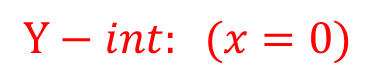 Y – int: (x = 0)